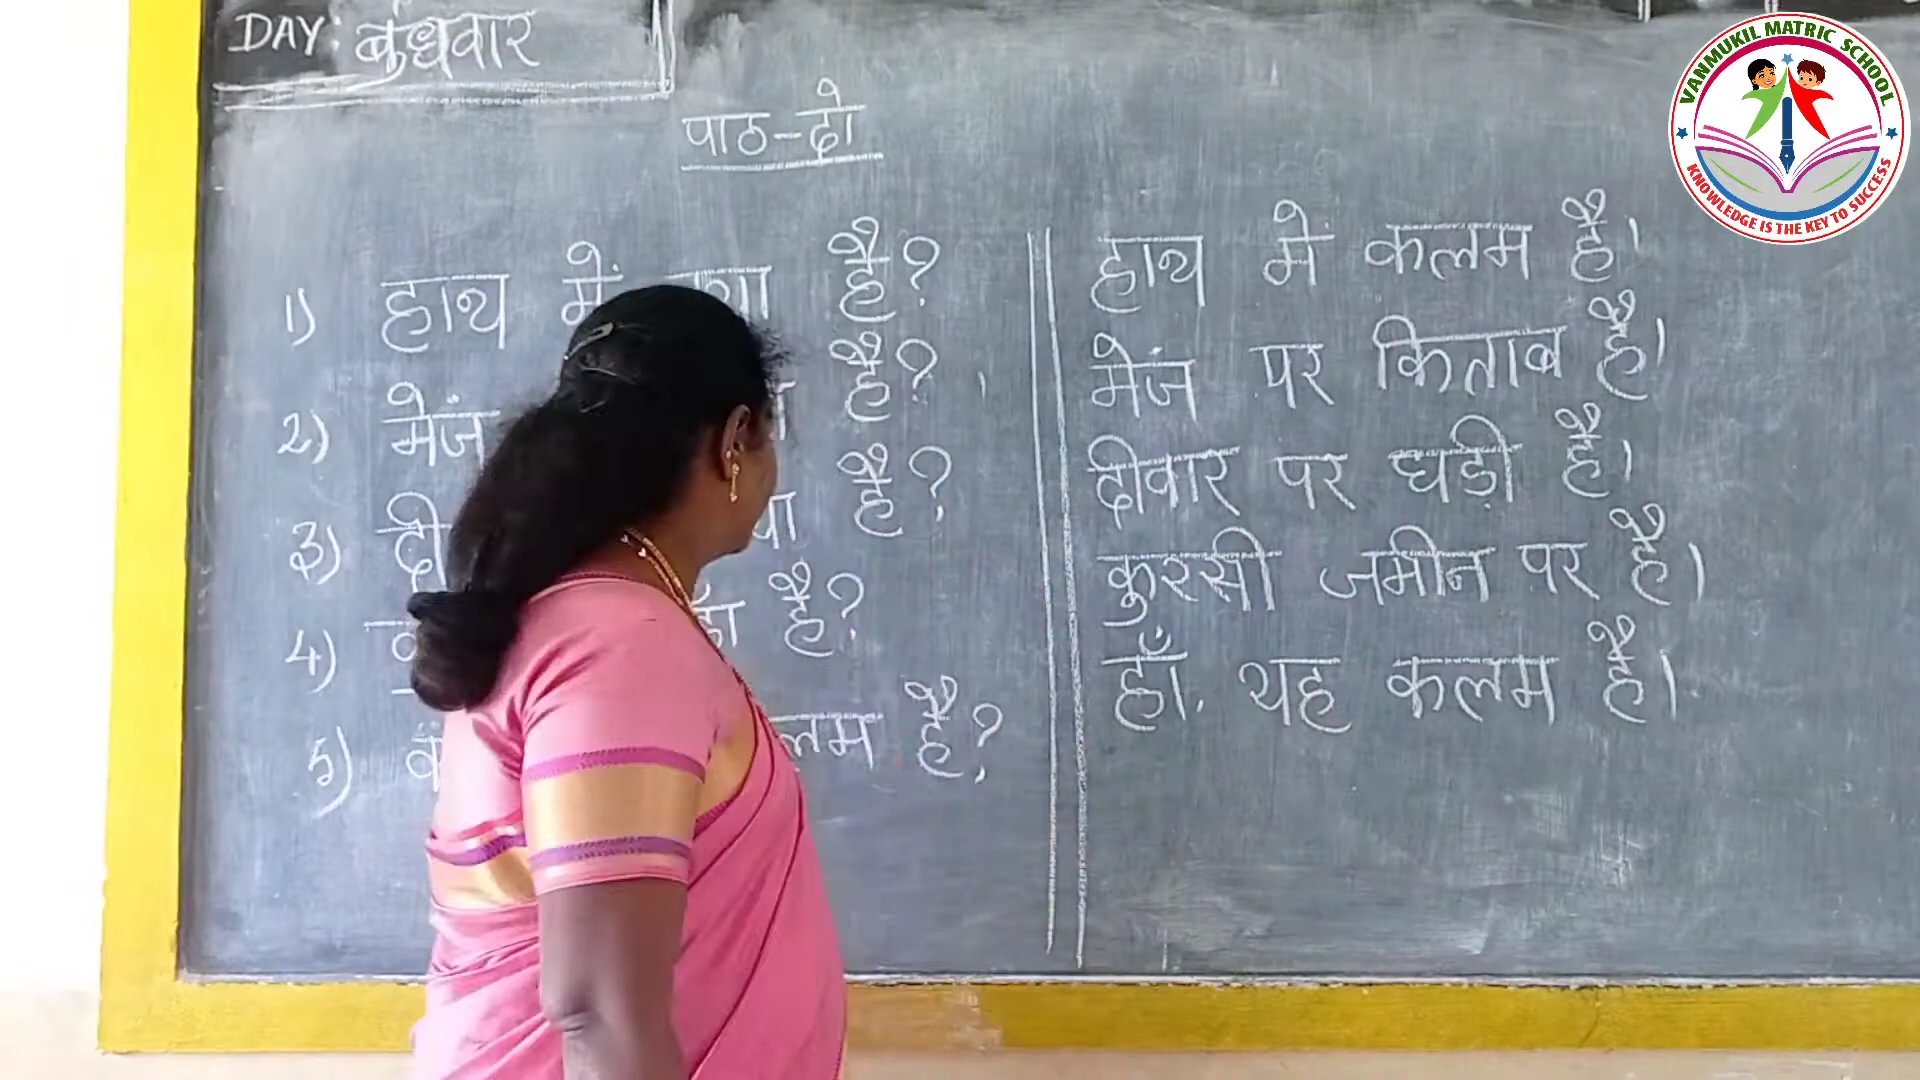 DAY: बुंधवार
पाठ-दो
1) हाथ में है?
2) मेजं है?
3) है?
4) है?
5) है?
हाथ में कलम है।
मेजं पर किताब है।
दीवार पर घड़ी है।
कुरसी जमीन पर है।
हाँ. यह कलम है।
VANMUKIL MATRIC SCHOOL
KNOWLEDGE IS THE KEY TO SUCCESS